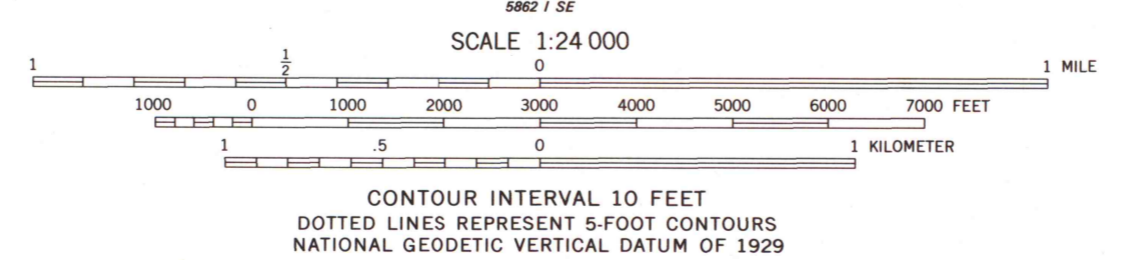 5862 I SE
SCALE 1:24 000
1 1/2 0 1 MILE
1000 0 1000 2000 3000 4000 5000 6000 7000 FEET
1 .5 0 1 KILOMETER
CONTOUR INTERVAL 10 FEET
DOTTED LINES REPRESENT 5-FOOT CONTOURS
NATIONAL GEODETIC VERTICAL DATUM OF 1929